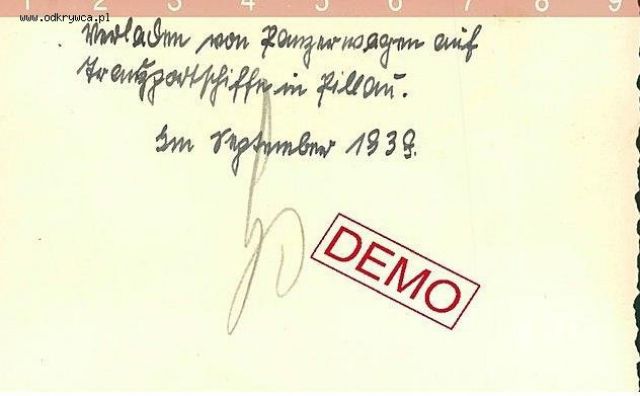 1 2 3 4 5 6 7 8 9
www.odkrywca.pl
Verladen von Panzerwagen auf
Transportschiffe in Pillau.
Im September 1939.
DEMO